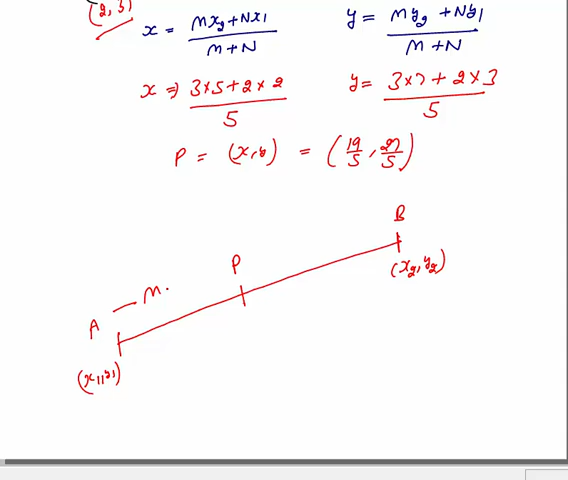 (2,3)
x = Mx2+Nx1 / M+N    y = My2+Ny1 / M+N
x => 3×5+2×2 / 5    y = 3×7+2×3 / 5
P = (x,y) = (19/5, 27/5)
B
P
(x2,y2)
M.
A
(x1,y1)